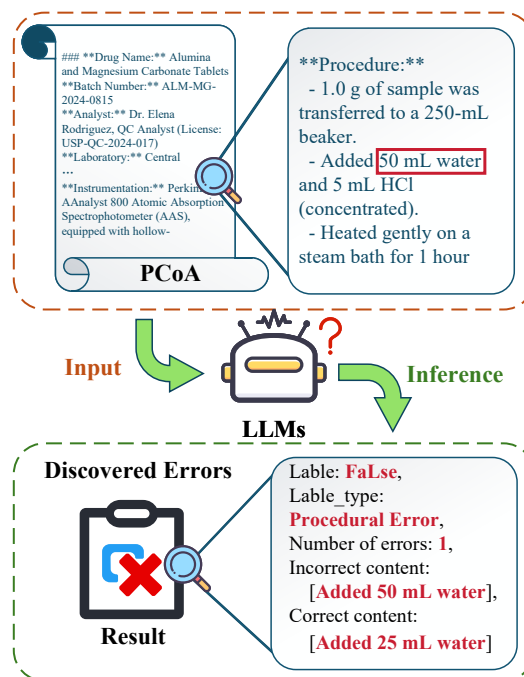 ### **Drug Name:** Alumina
and Magnesium Carbonate Tablets
**Batch Number:** ALM-MG-
2024-0815
**Analyst:** Dr. Elena
Rodriguez, QC Analyst (License:
USP-QC-2024-017)
**Laboratory:** Central
...
**Instrumentation:** Perkin
AAnalyst 800 Atomic Absorption
Spectrophotometer (AAS),
equipped with hollow-
PCoA
**Procedure:**
- 1.0 g of sample was
transferred to a 250-mL
beaker.
- Added 50 mL water
and 5 mL HCl
(concentrated).
- Heated gently on a
steam bath for 1 hour
Input
?
Inference
LLMs
Discovered Errors
Result
Lable: FaLse,
Lable_type:
Procedural Error,
Number of errors: 1,
Incorrect content:
[Added 50 mL water],
Correct content:
[Added 25 mL water]